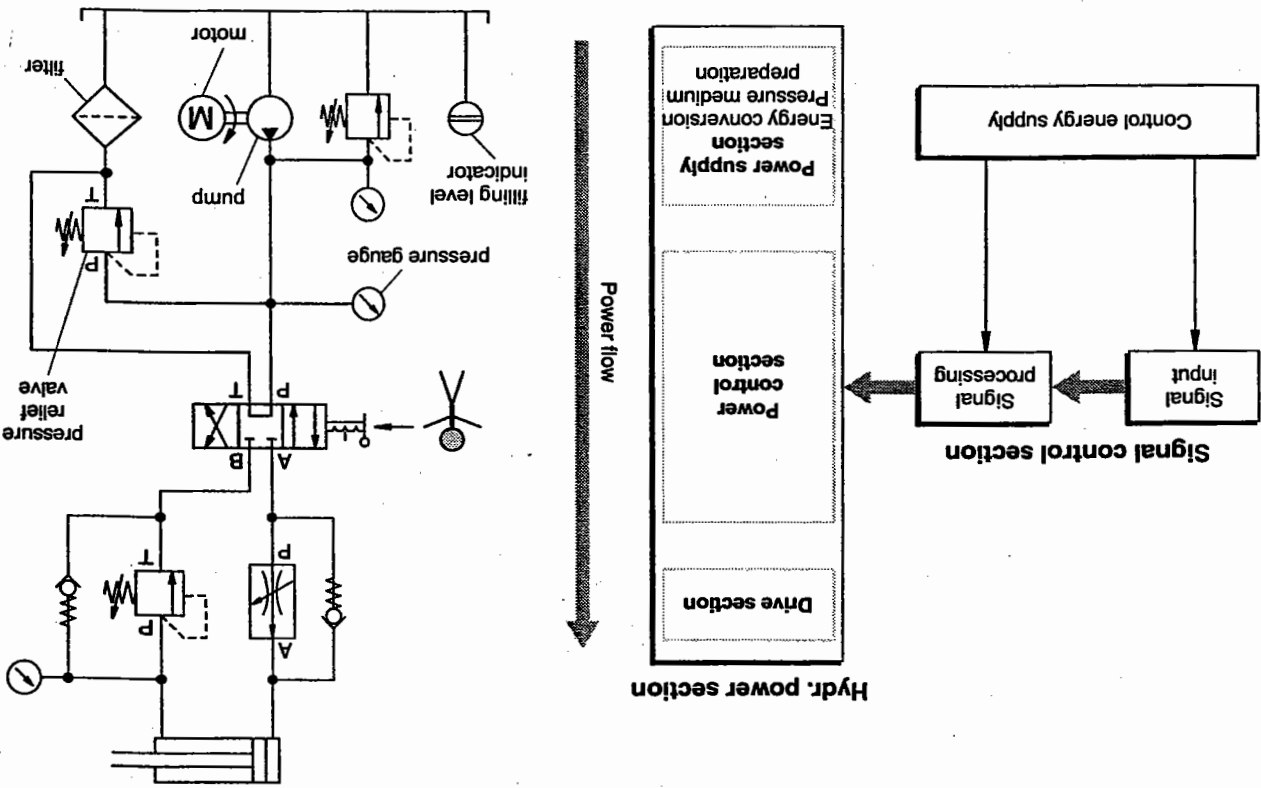 Signal control section
Signal
input
Signal
processing
Control energy supply
Hydr. power section
Drive section
Power
control
section
Power supply
section
Energy conversion
Pressure medium
preparation
Power flow
A
P
P
T
A
B
P
T
pressure
relief
valve
pressure gauge
P
T
filling level
indicator
pump
M
motor
filter